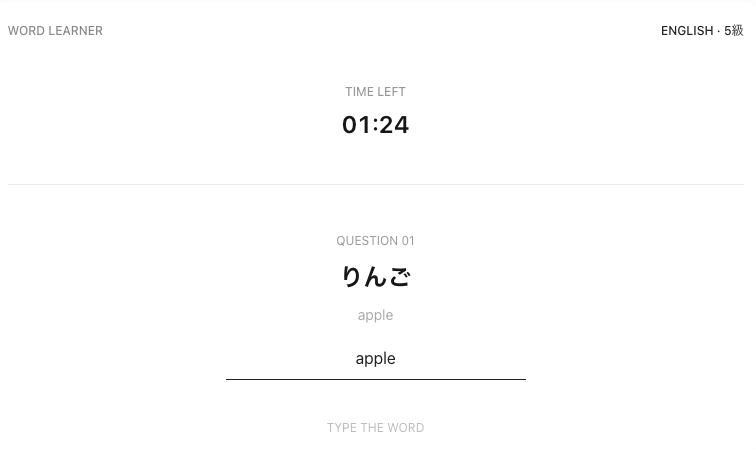 WORD LEARNER
ENGLISH · 5級
TIME LEFT
01:24
QUESTION 01
りんご
apple
apple
TYPE THE WORD